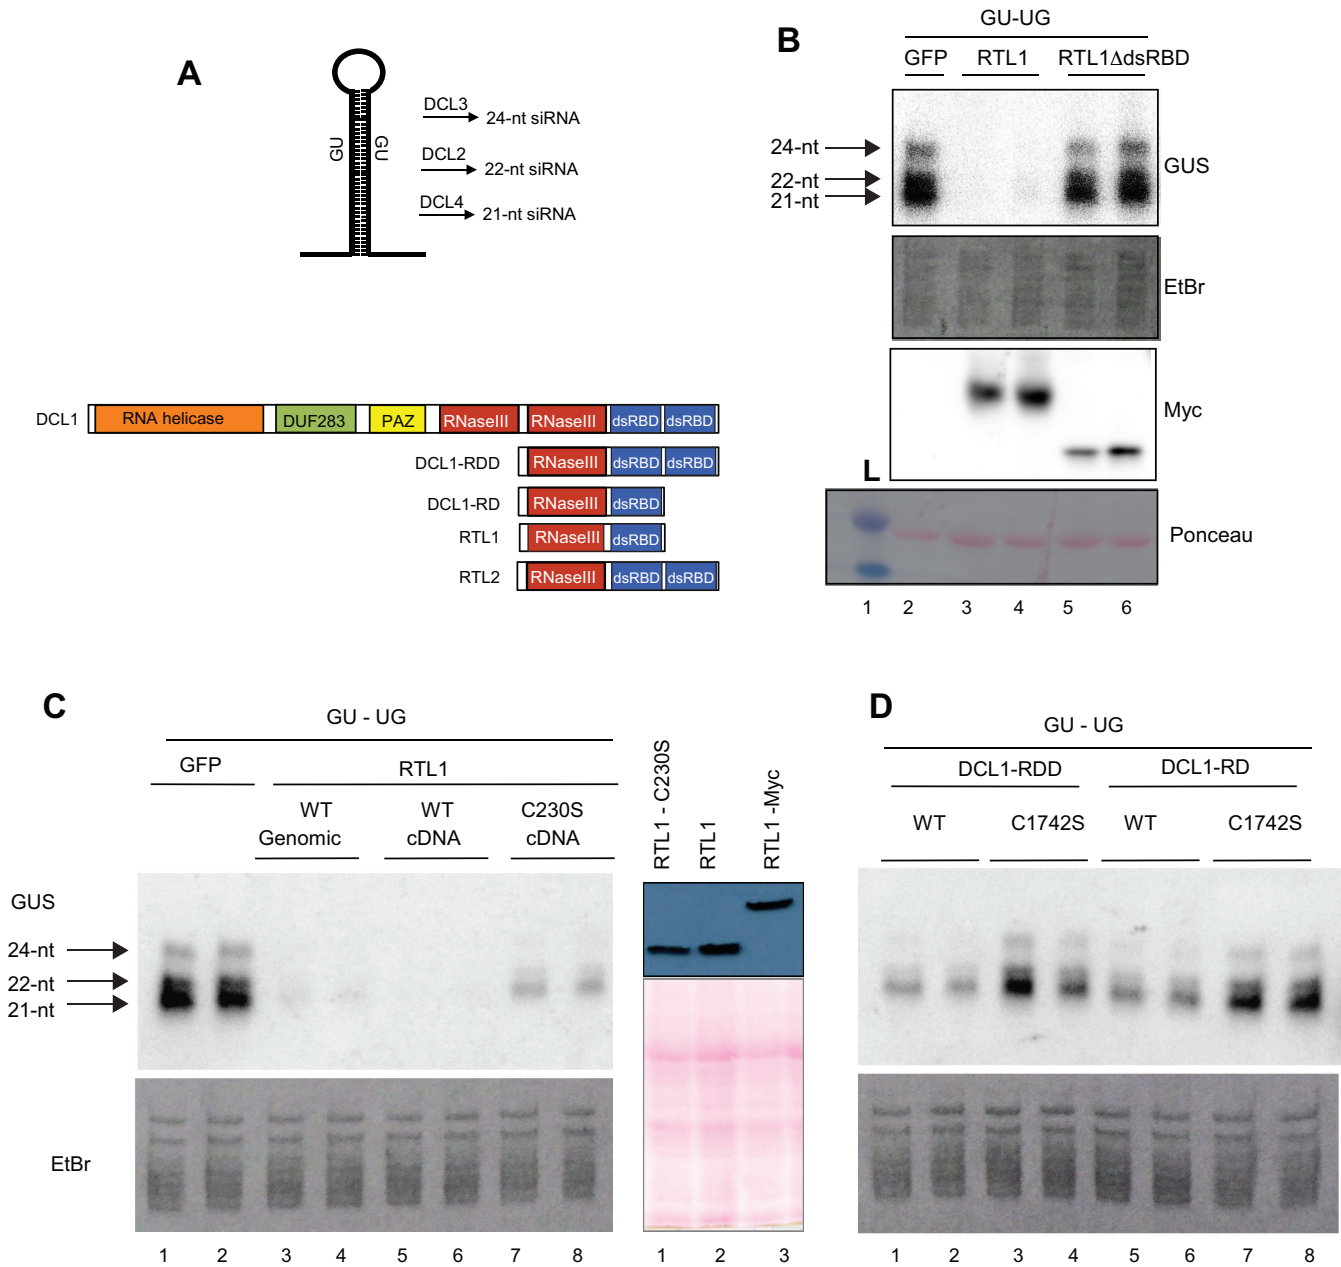 A
GU
GU
DCL3
24-nt siRNA
DCL2
22-nt siRNA
DCL4
21-nt siRNA
DCL1
RNA helicase
DUF283
PAZ
RNaseIII
RNaseIII
dsRBD
dsRBD
DCL1-RDD
RNaseIII
dsRBD
dsRBD
DCL1-RD
RNaseIII
dsRBD
RTL1
RNaseIII
dsRBD
RTL2
RNaseIII
dsRBD
dsRBD
B
GU-UG
GFP
RTL1
RTL1ΔdsRBD
24-nt
22-nt
21-nt
GUS
EtBr
Myc
L
Ponceau
1 2 3 4 5 6
C
GU - UG
GFP
RTL1
WT
Genomic
WT
cDNA
C230S
cDNA
GUS
24-nt
22-nt
21-nt
EtBr
1 2 3 4 5 6 7 8
RTL1 - C230S
RTL1
RTL1 -Myc
1 2 3
D
GU - UG
DCL1-RDD
DCL1-RD
WT
C1742S
WT
C1742S
1 2 3 4 5 6 7 8